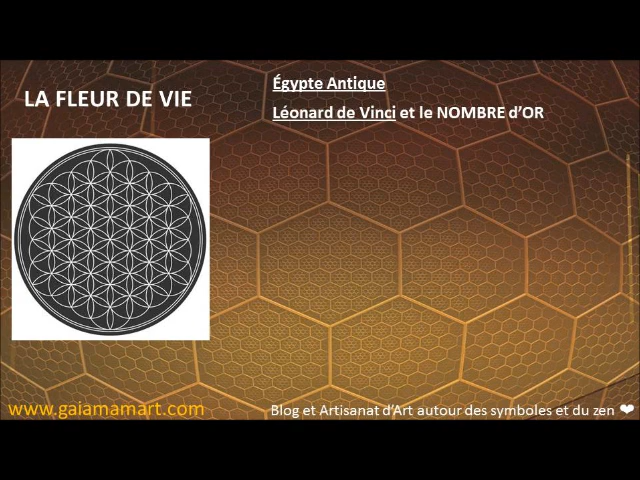 LA FLEUR DE VIE
Égypte Antique
Léonard de Vinci et le NOMBRE d’OR
www.gaiamamart.com
Blog et Artisanat d’Art autour des symboles et du zen ❤